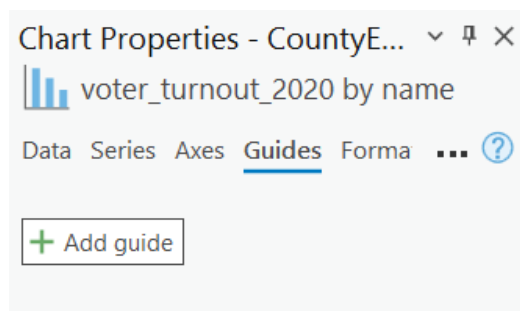 Chart Properties - CountyE...
voter_turnout_2020 by name
Data Series Axes Guides Forma ... ?
+ Add guide